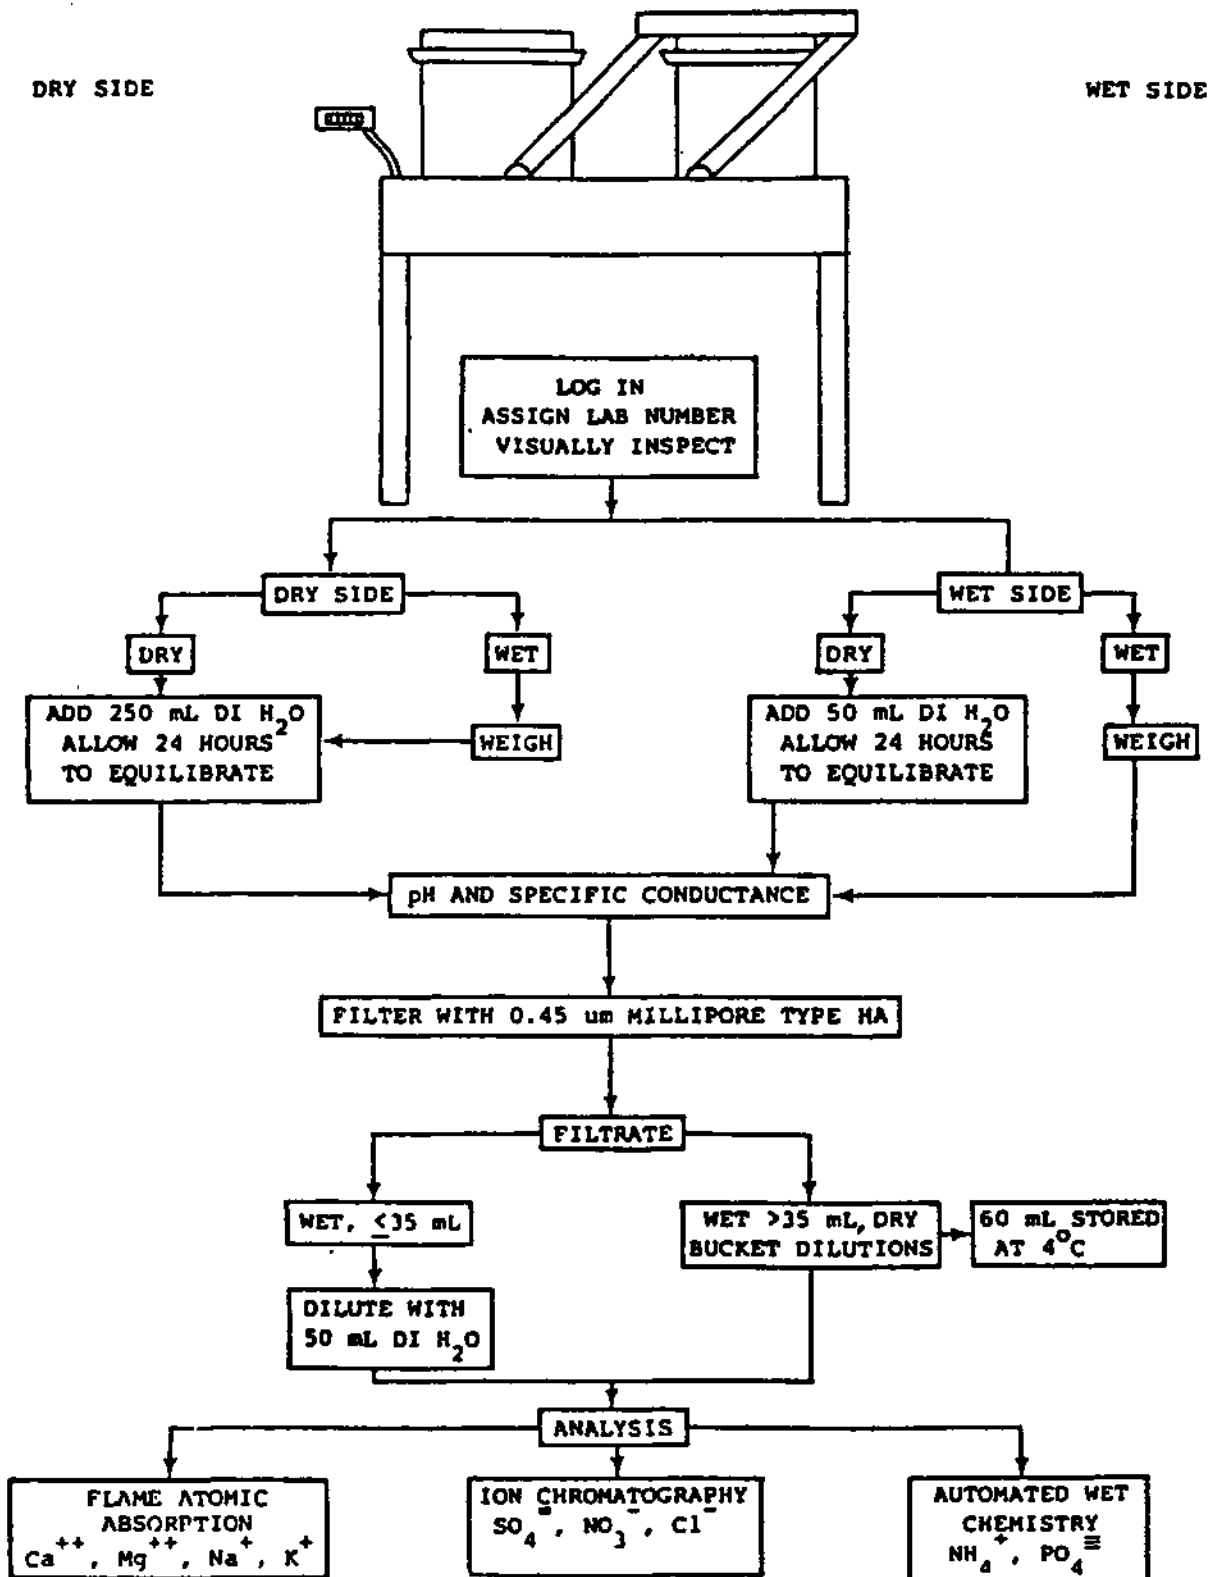 DRY SIDE
WET SIDE
LOG IN
ASSIGN LAB NUMBER
VISUALLY INSPECT
DRY SIDE
WET SIDE
DRY
WET
DRY
WET
ADD 250 mL DI H₂O
ALLOW 24 HOURS
TO EQUILIBRATE
WEIGH
ADD 50 mL DI H₂O
ALLOW 24 HOURS
TO EQUILIBRATE
WEIGH
pH AND SPECIFIC CONDUCTANCE
FILTER WITH 0.45 um MILLIPORE TYPE HA
FILTRATE
WET, ≤35 mL
WET >35 mL, DRY
BUCKET DILUTIONS
60 mL STORED
AT 4°C
DILUTE WITH
50 mL DI H₂O
ANALYSIS
FLAME ATOMIC
ABSORPTION
Ca⁺⁺, Mg⁺⁺, Na⁺, K⁺
ION CHROMATOGRAPHY
SO₄⁼, NO₃⁻, Cl⁻
AUTOMATED WET
CHEMISTRY
NH₄⁺, PO₄≡